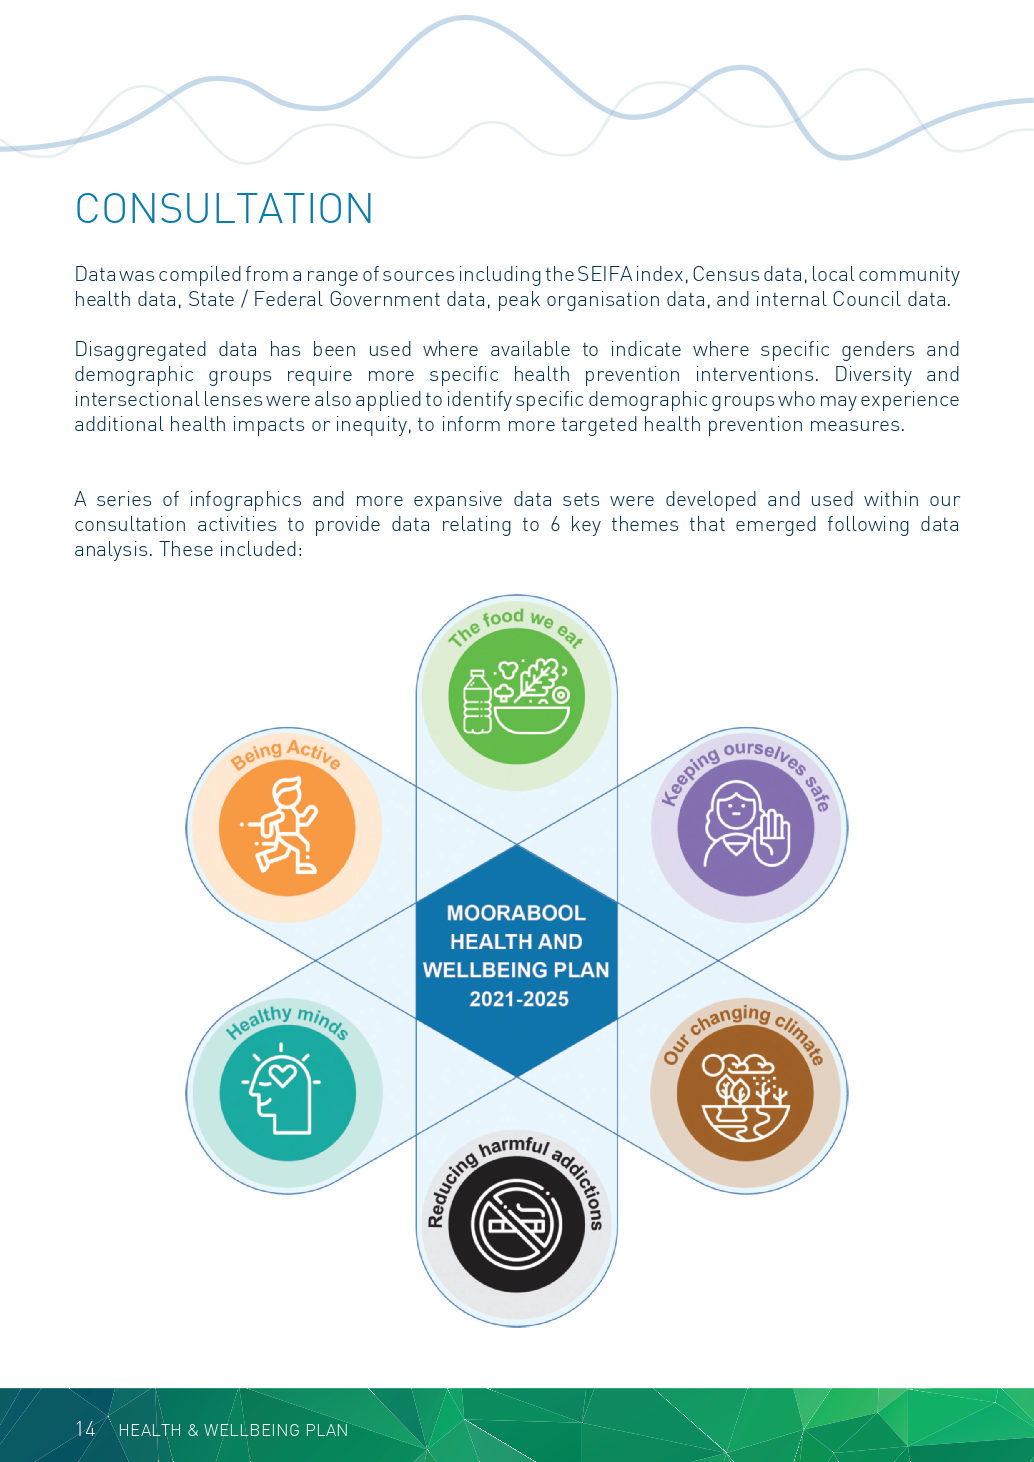 CONSULTATION
Data was compiled from a range of sources including the SEIFA index, Census data, local community
health data, State / Federal Government data, peak organisation data, and internal Council data.
Disaggregated data has been used where available to indicate where specific genders and
demographic groups require more specific health prevention interventions. Diversity and
intersectional lenses were also applied to identify specific demographic groups who may experience
additional health impacts or inequity, to inform more targeted health prevention measures.
A series of infographics and more expansive data sets were developed and used within our
consultation activities to provide data relating to 6 key themes that emerged following data
analysis. These included:
The food we eat
Being Active
Keeping ourselves safe
MOORABOOL
HEALTH AND
WELLBEING PLAN
2021-2025
Healthy minds
Our changing climate
Reducing harmful addictions
14 HEALTH & WELLBEING PLAN